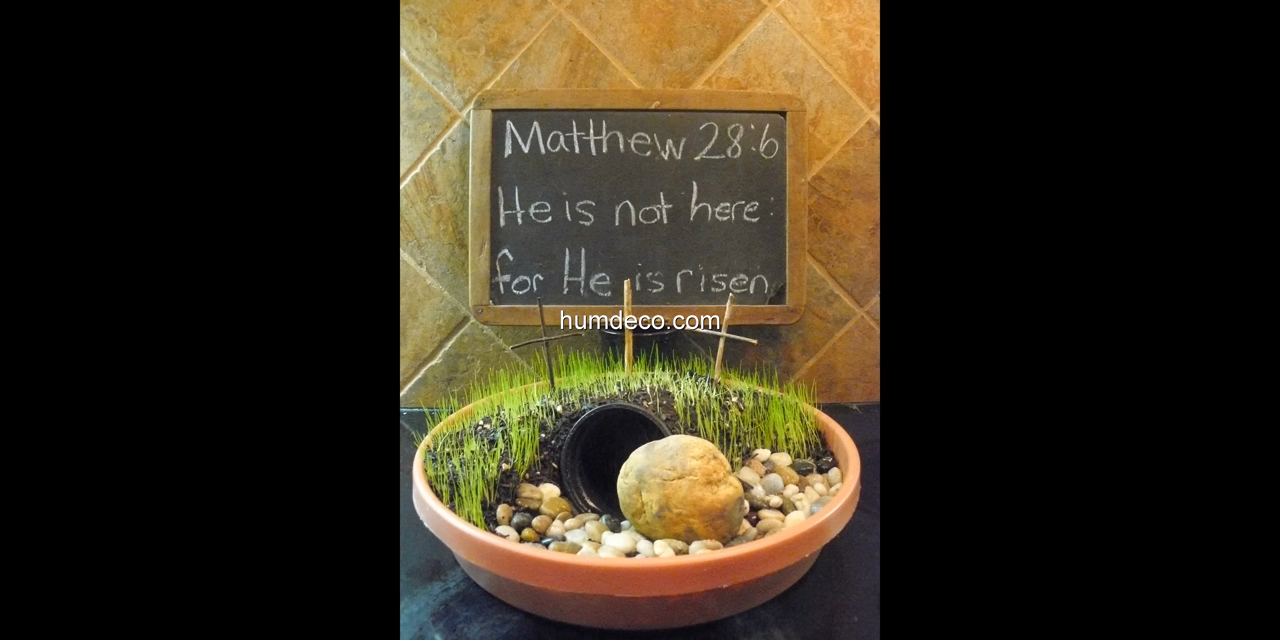 Matthew 28:6
He is not here:
for He is risen
humdeco.com